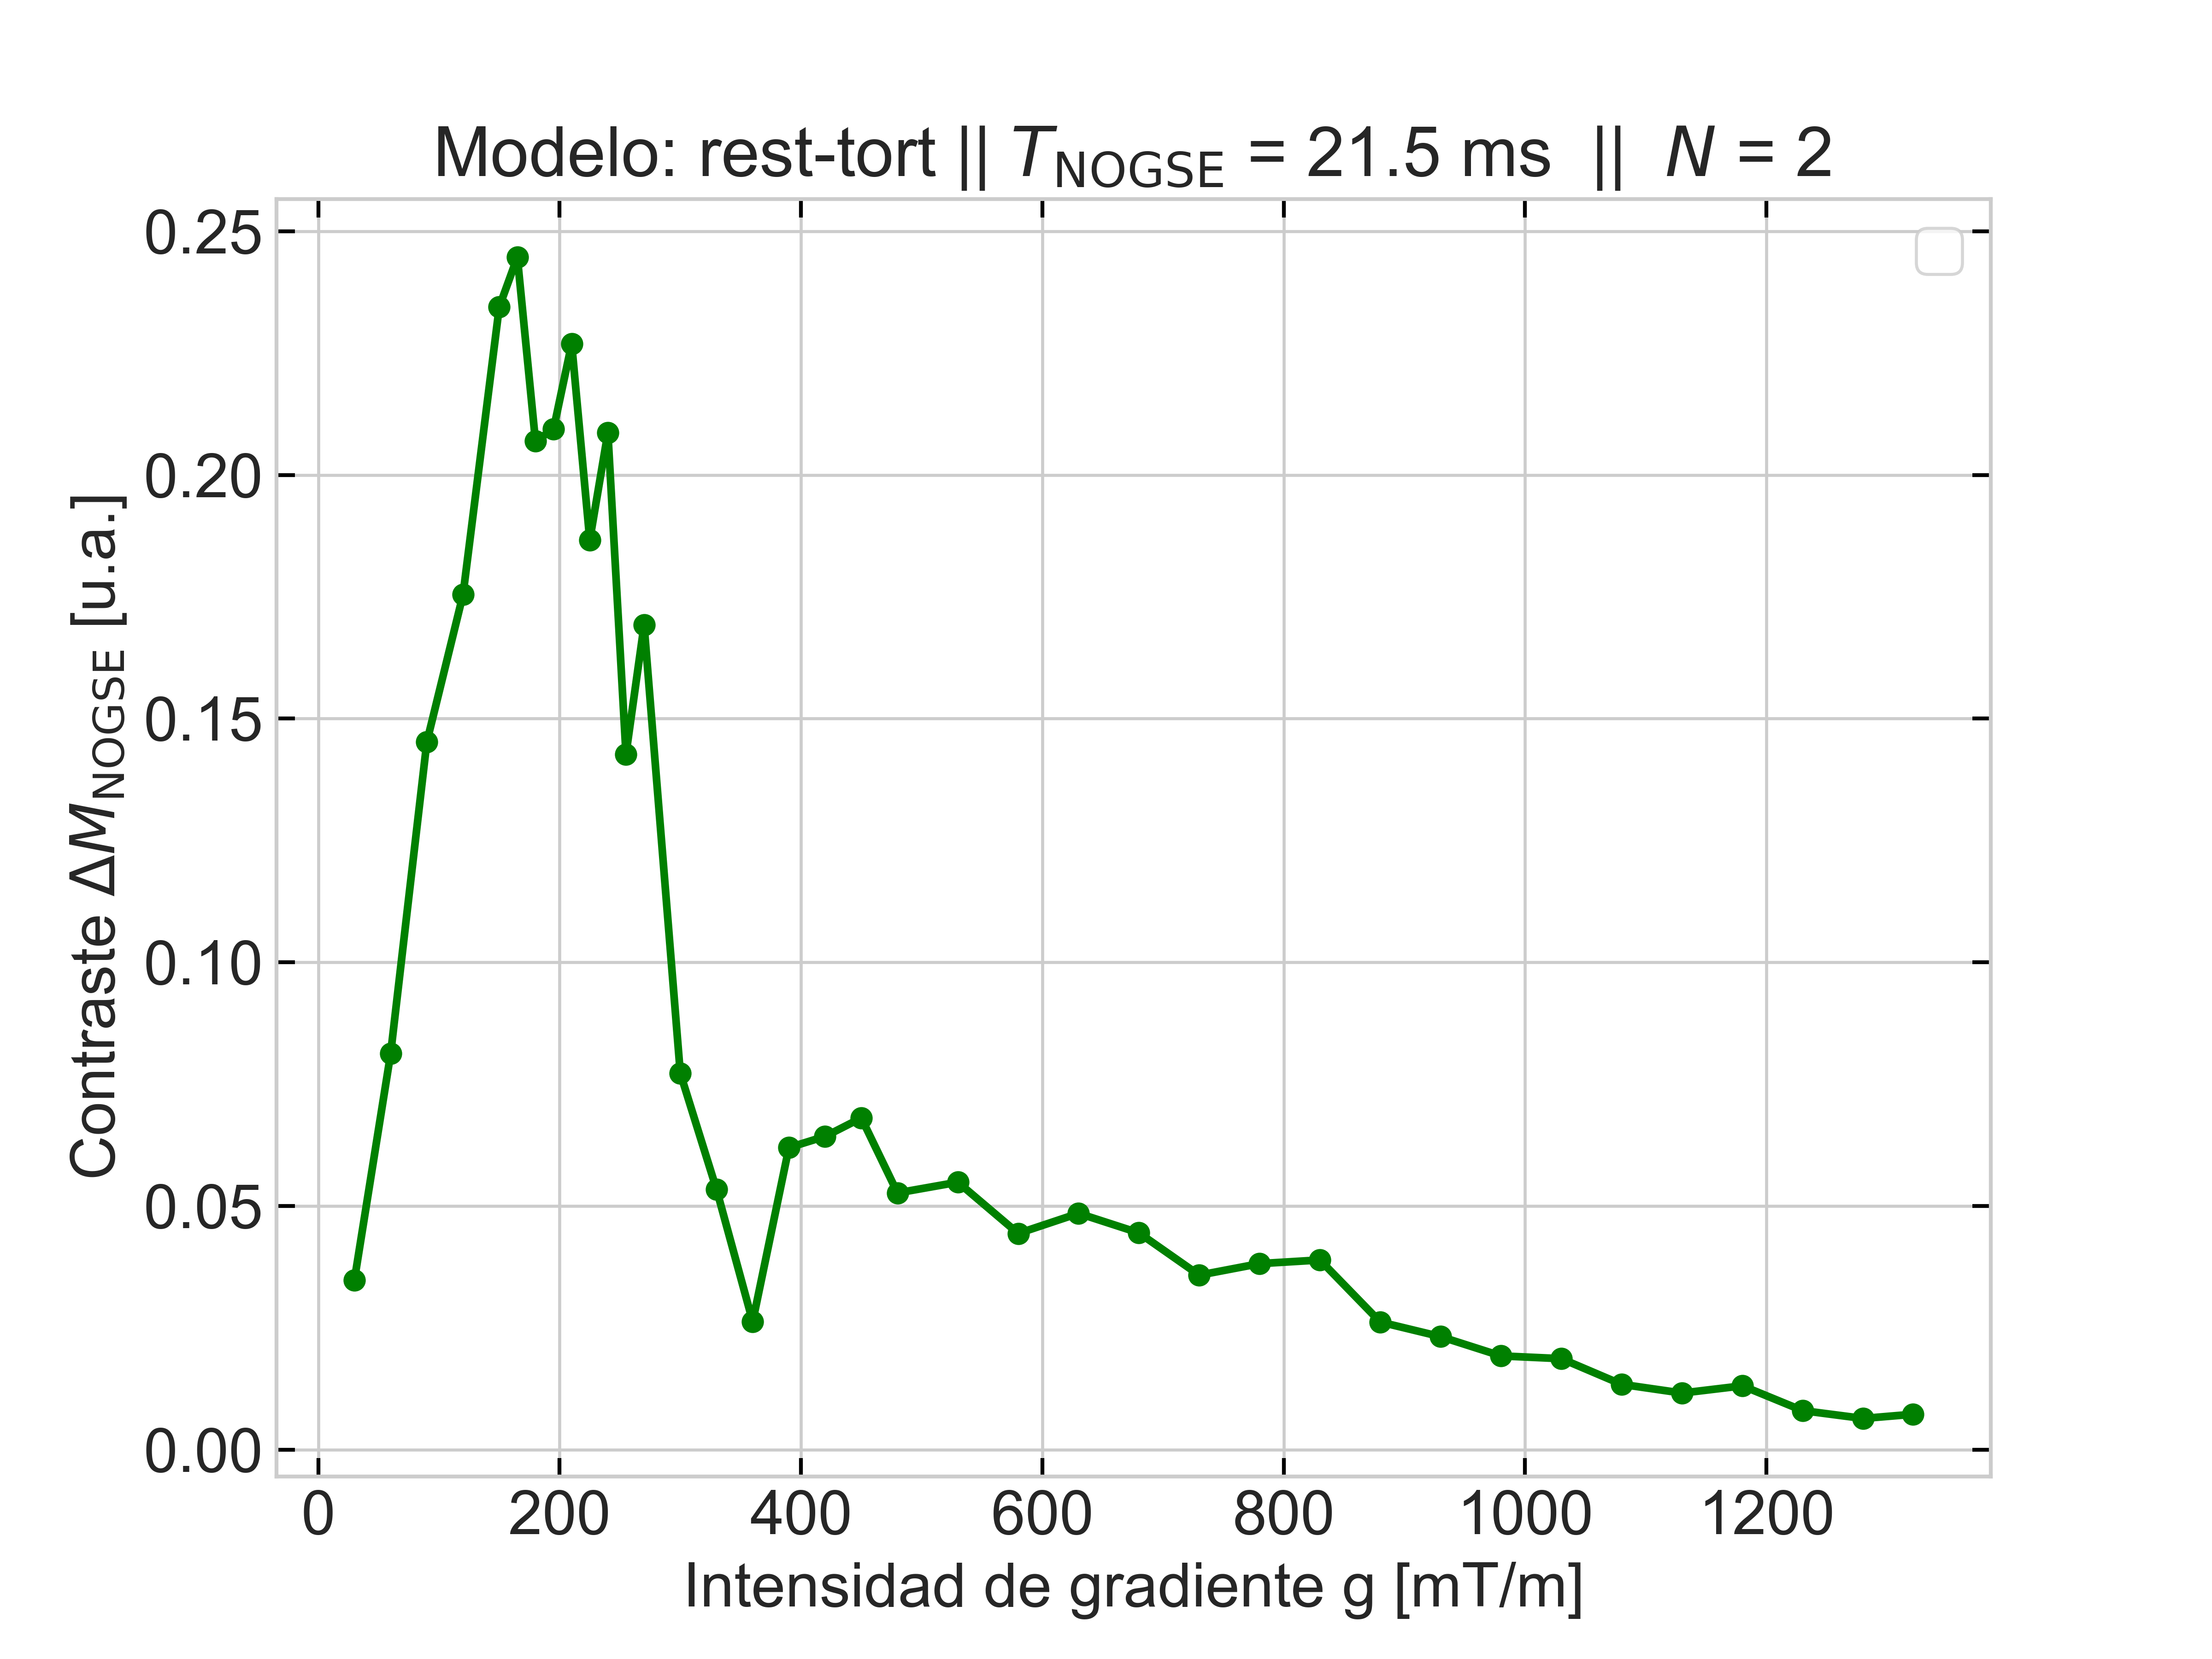 Modelo: rest-tort || T_NOGSE = 21.5 ms || N = 2
Contraste ΔM_NOGSE [u.a.]
0.25
0.20
0.15
0.10
0.05
0.00
0 200 400 600 800 1000 1200
Intensidad de gradiente g [mT/m]